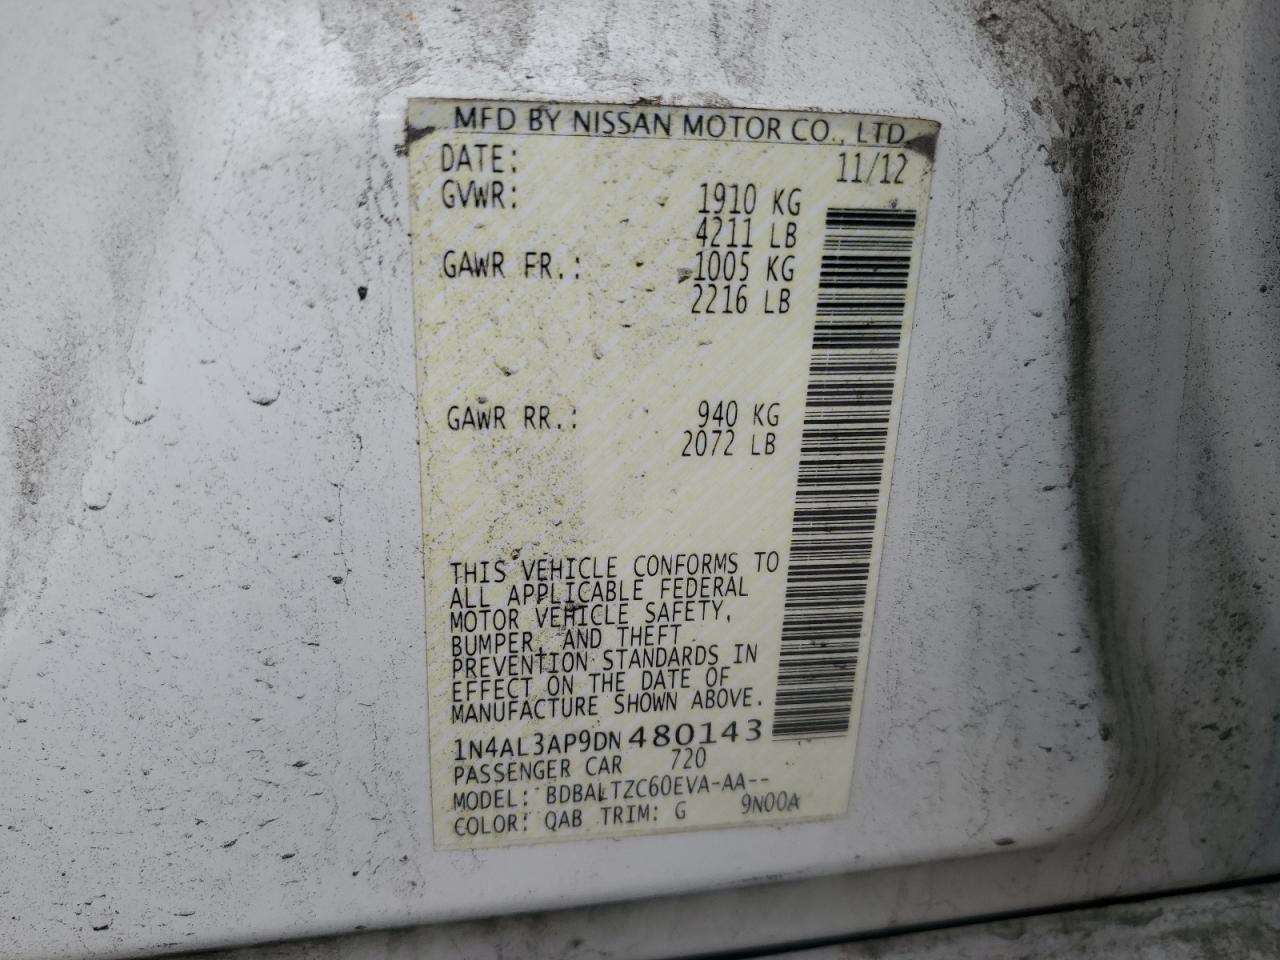 MFD BY NISSAN MOTOR CO., LTD
DATE: 11/12
GVWR: 1910 KG
4211 LB
GAWR FR.: 1005 KG
2216 LB
GAWR RR.: 940 KG
2072 LB
THIS VEHICLE CONFORMS TO
ALL APPLICABLE FEDERAL
MOTOR VEHICLE SAFETY,
BUMPER, AND THEFT
PREVENTION STANDARDS IN
EFFECT ON THE DATE OF
MANUFACTURE SHOWN ABOVE.
1N4AL3AP9DN480143
PASSENGER CAR 720
MODEL: BDBALTZC60EVA-AA--
COLOR: QAB TRIM: G 9N00A